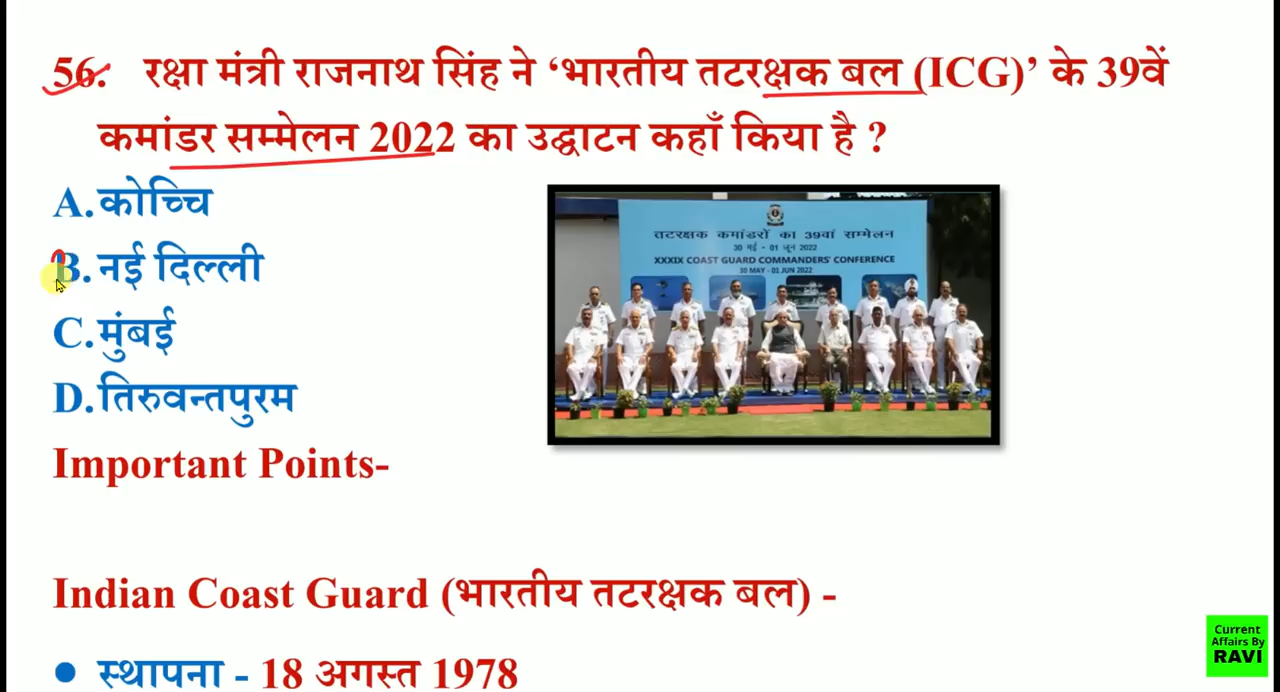 56. रक्षा मंत्री राजनाथ सिंह ने ‘भारतीय तटरक्षक बल (ICG)’ के 39वें
कमांडर सम्मेलन 2022 का उद्घाटन कहाँ किया है ?
A. कोच्चि
B. नई दिल्ली
C. मुंबई
D. तिरुवन्तपुरम
तटरक्षक कमांडरों का 39वां सम्मेलन
30 मई - 01 जून 2022
XXXIX COAST GUARD COMMANDERS' CONFERENCE
30 MAY - 01 JUN 2022
Important Points-
Indian Coast Guard (भारतीय तटरक्षक बल) -
● स्थापना - 18 अगस्त 1978
Current
Affairs By
RAVI